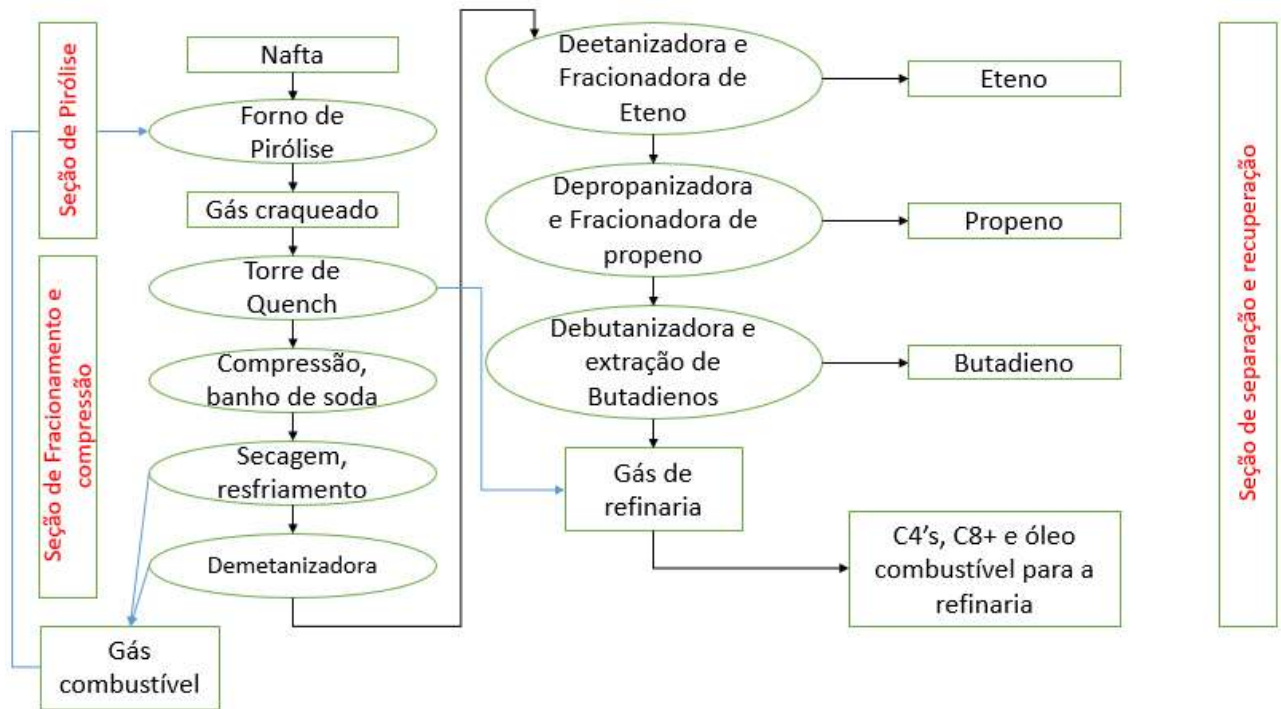 Seção de Pirólise
Nafta
Forno de
Pirólise
Gás craqueado
Seção de Fracionamento e
compressão
Torre de
Quench
Compressão,
banho de soda
Secagem,
resfriamento
Demetanizadora
Gás
combustível
Deetanizadora e
Fracionadora de
Eteno
Eteno
Depropanizadora
e Fracionadora de
propeno
Propeno
Debutanizadora e
extração de
Butadienos
Butadieno
Gás de
refinaria
C4's, C8+ e óleo
combustível para a
refinaria
Seção de separação e recuperação